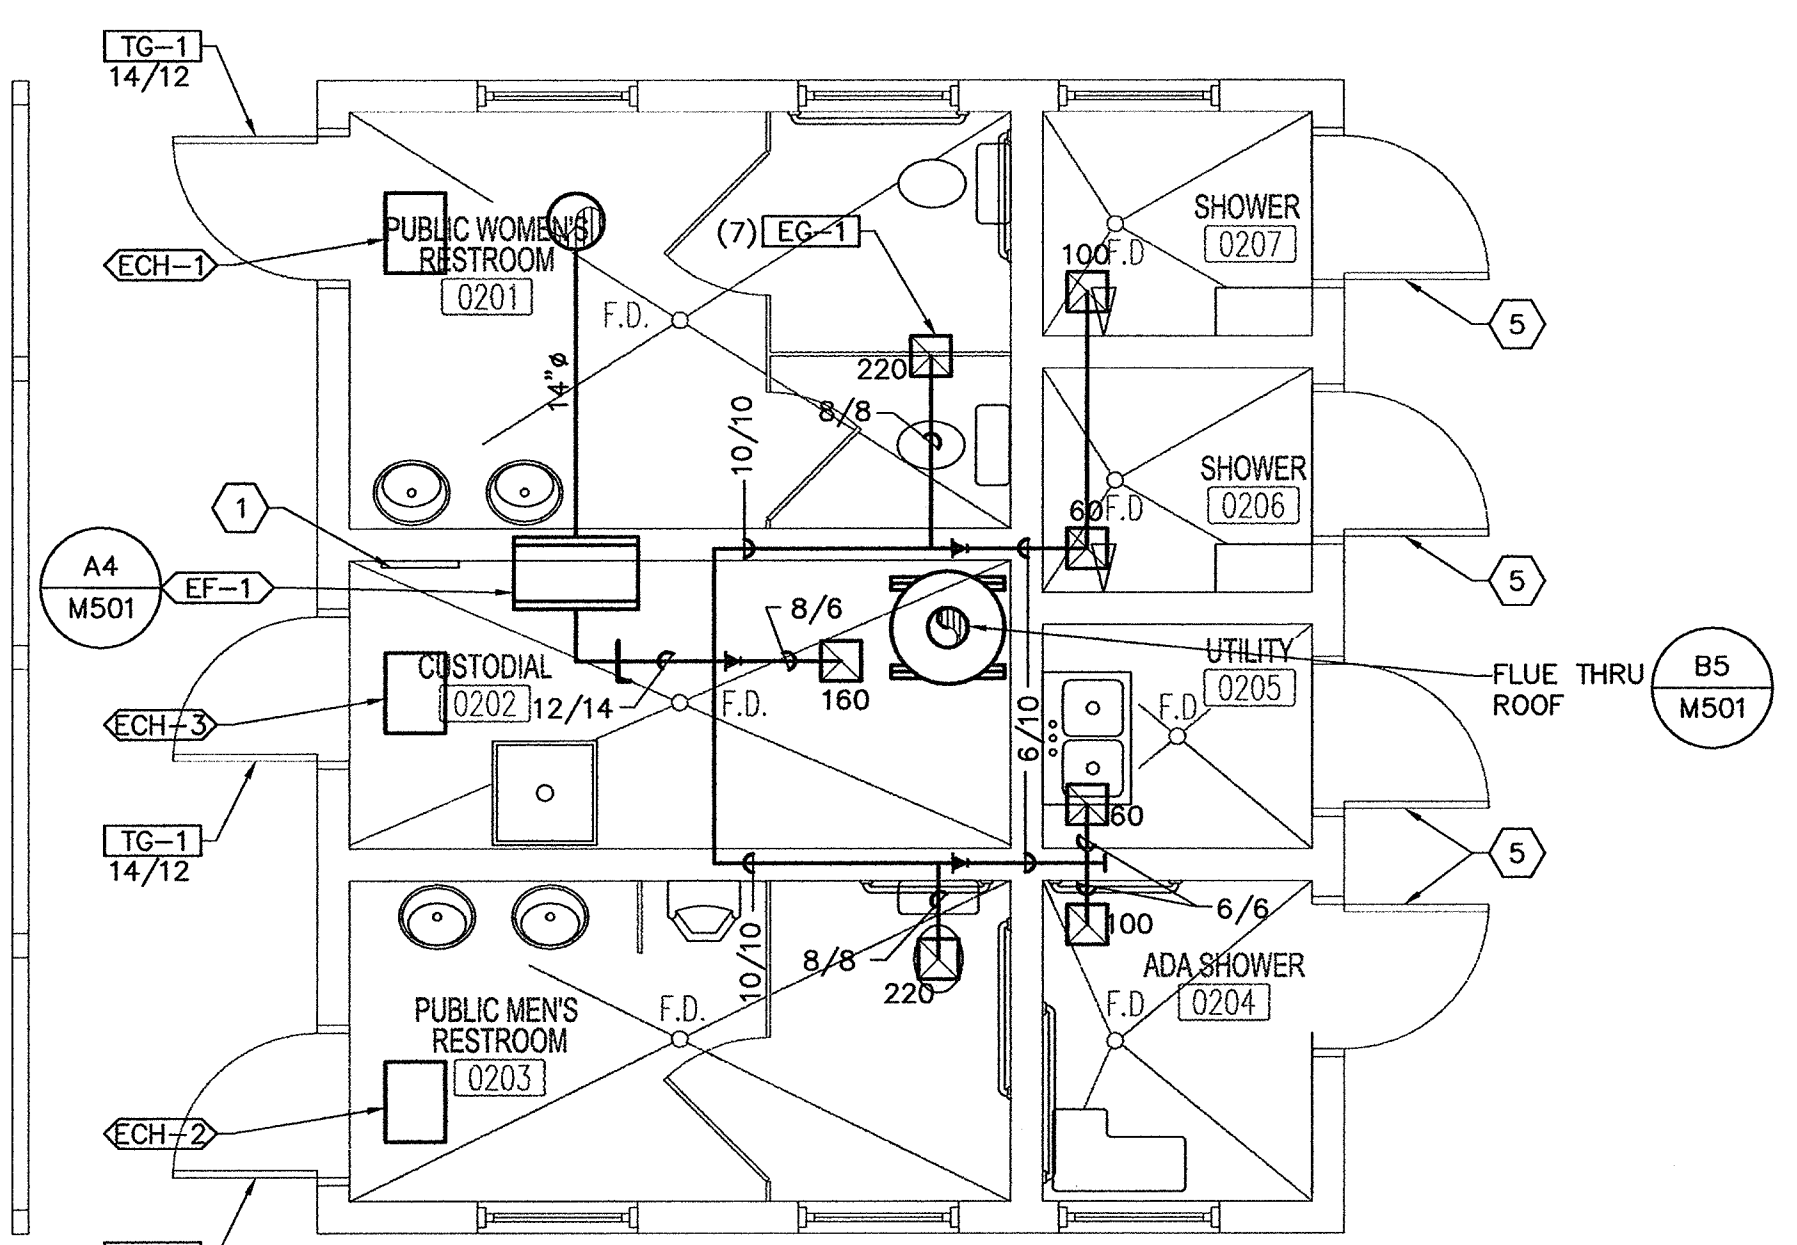 TG-1
14/12
PUBLIC WOMEN'S
RESTROOM
0201
ECH-1
F.D.
14"ø
(7) EG-1
220
8/8
10/10
SHOWER
0207
100
F.D
5
SHOWER
0206
60
F.D
5
1
A4
M501
EF-1
8/6
160
CUSTODIAL
0202
12/14
F.D.
ECH-3
TG-1
14/12
6/10
UTILITY
0205
F.D
60
FLUE THRU
ROOF
B5
M501
5
6/6
100
ADA SHOWER
0204
F.D
10/10
8/8
220
PUBLIC MEN'S
RESTROOM
0203
F.D.
ECH-2